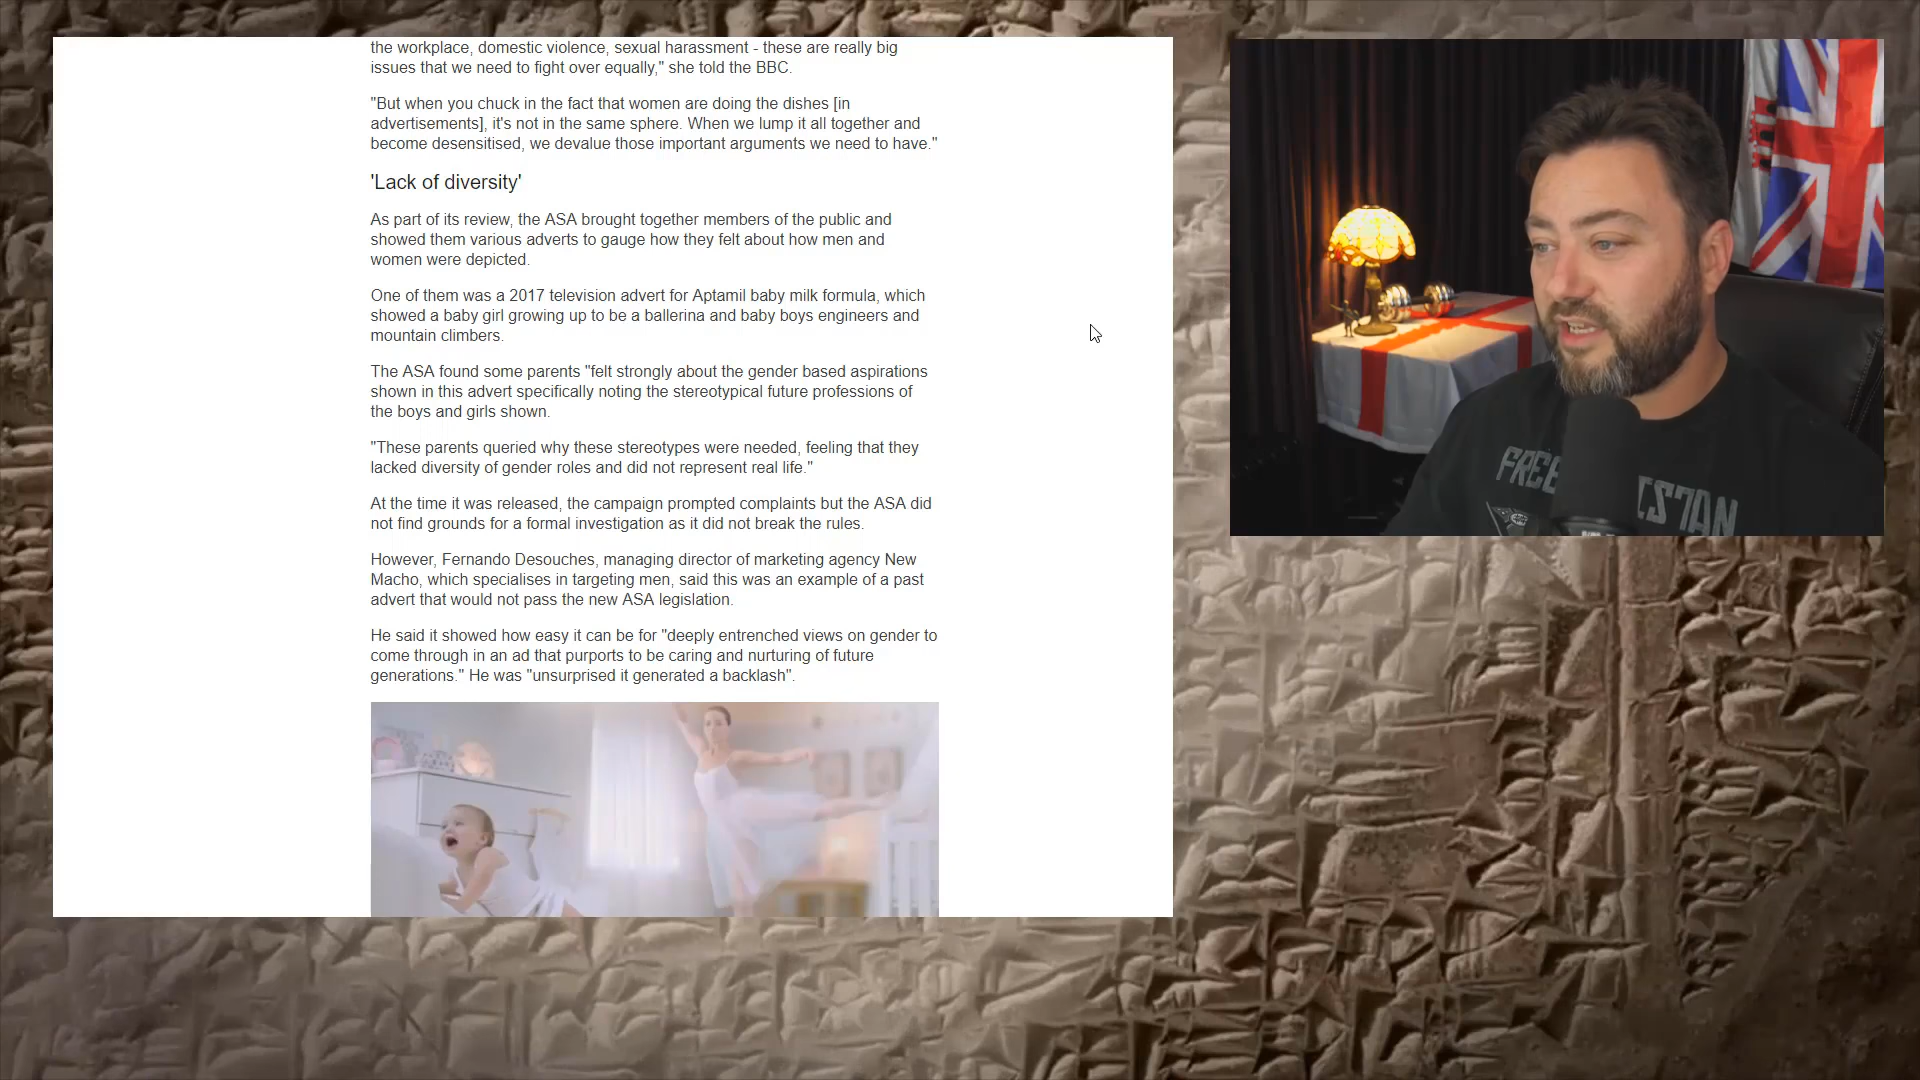 the workplace, domestic violence, sexual harassment - these are really big
issues that we need to fight over equally," she told the BBC.
"But when you chuck in the fact that women are doing the dishes [in
advertisements], it's not in the same sphere. When we lump it all together and
become desensitised, we devalue those important arguments we need to have."
'Lack of diversity'
As part of its review, the ASA brought together members of the public and
showed them various adverts to gauge how they felt about how men and
women were depicted.
One of them was a 2017 television advert for Aptamil baby milk formula, which
showed a baby girl growing up to be a ballerina and baby boys engineers and
mountain climbers.
The ASA found some parents "felt strongly about the gender based aspirations
shown in this advert specifically noting the stereotypical future professions of
the boys and girls shown.
"These parents queried why these stereotypes were needed, feeling that they
lacked diversity of gender roles and did not represent real life."
At the time it was released, the campaign prompted complaints but the ASA did
not find grounds for a formal investigation as it did not break the rules.
However, Fernando Desouches, managing director of marketing agency New
Macho, which specialises in targeting men, said this was an example of a past
advert that would not pass the new ASA legislation.
He said it showed how easy it can be for "deeply entrenched views on gender to
come through in an ad that purports to be caring and nurturing of future
generations." He was "unsurprised it generated a backlash".